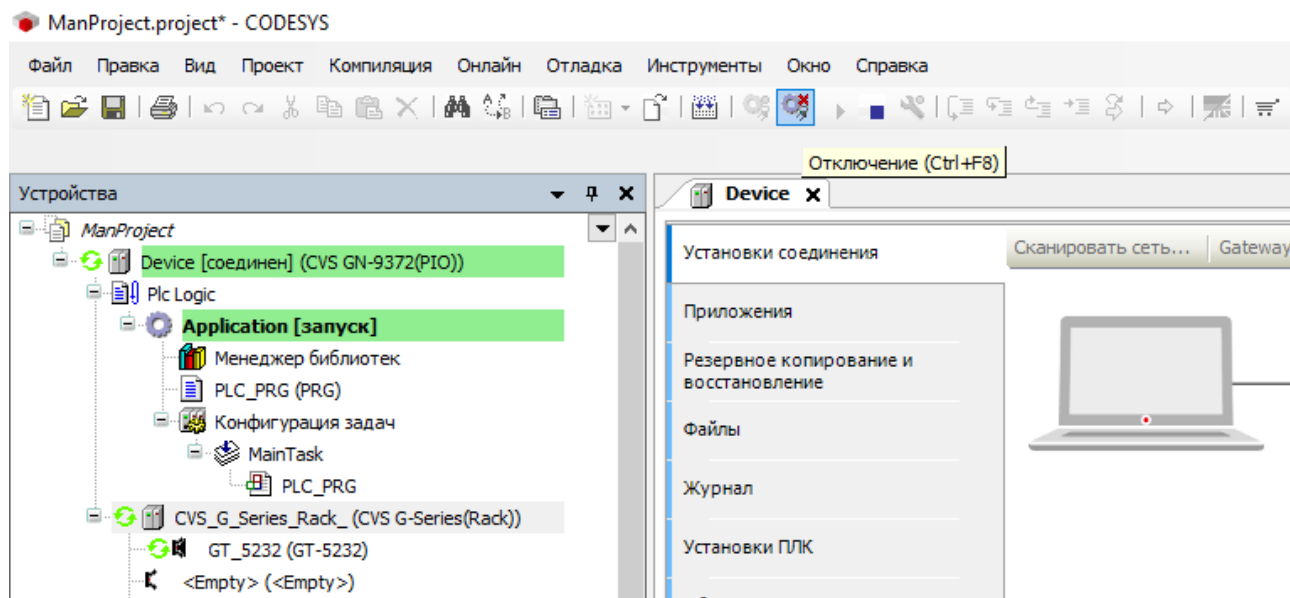 ManProject.project* - CODESYS
Файл Правка Вид Проект Компиляция Онлайн Отладка Инструменты Окно Справка
Отключение (Ctrl+F8)
Устройства
ManProject
Device [соединен] (CVS GN-9372(PIO))
Plc Logic
Application [запуск]
Менеджер библиотек
PLC_PRG (PRG)
Конфигурация задач
MainTask
PLC_PRG
CVS_G_Series_Rack_ (CVS G-Series(Rack))
GT_5232 (GT-5232)
<Empty> (<Empty>)
Device
Установки соединения
Сканировать сеть... Gateway
Приложения
Резервное копирование и
восстановление
Файлы
Журнал
Установки ПЛК